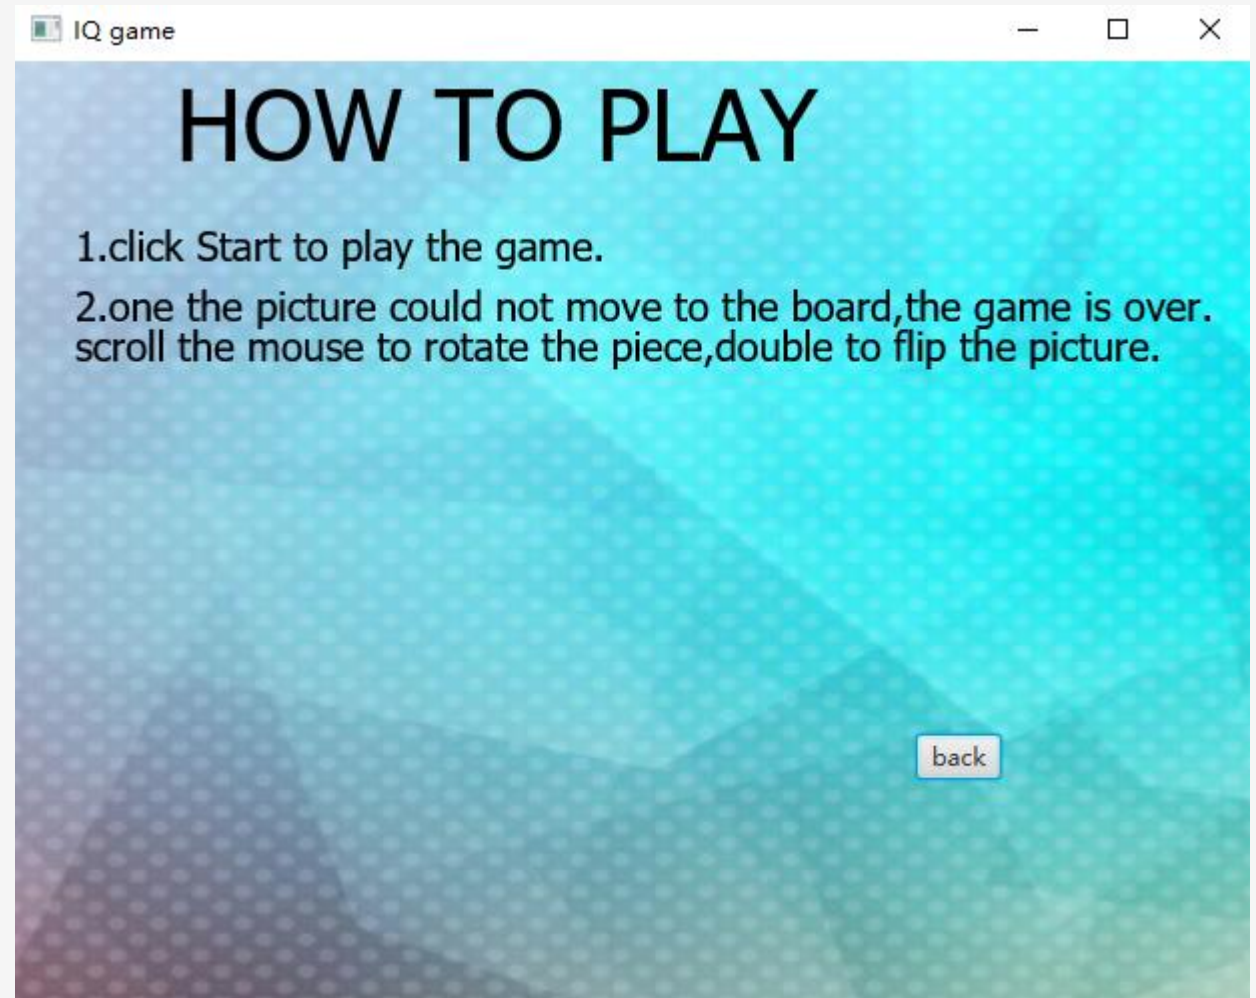 IQ game
HOW TO PLAY
1.click Start to play the game.
2.one the picture could not move to the board,the game is over.
scroll the mouse to rotate the piece,double to flip the picture.
back